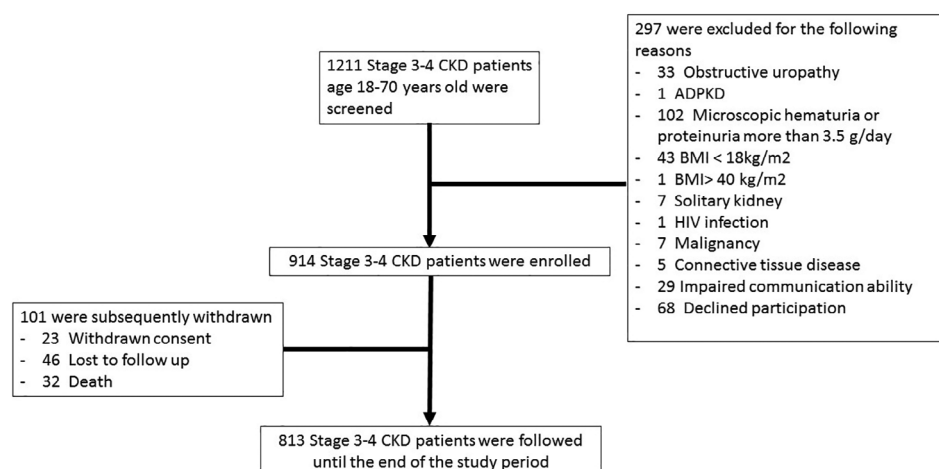 1211 Stage 3-4 CKD patients
age 18-70 years old were
screened
297 were excluded for the following
reasons
- 33 Obstructive uropathy
- 1 ADPKD
- 102 Microscopic hematuria or
proteinuria more than 3.5 g/day
- 43 BMI < 18kg/m2
- 1 BMI> 40 kg/m2
- 7 Solitary kidney
- 1 HIV infection
- 7 Malignancy
- 5 Connective tissue disease
- 29 Impaired communication ability
- 68 Declined participation
914 Stage 3-4 CKD patients were enrolled
101 were subsequently withdrawn
- 23 Withdrawn consent
- 46 Lost to follow up
- 32 Death
813 Stage 3-4 CKD patients were followed
until the end of the study period